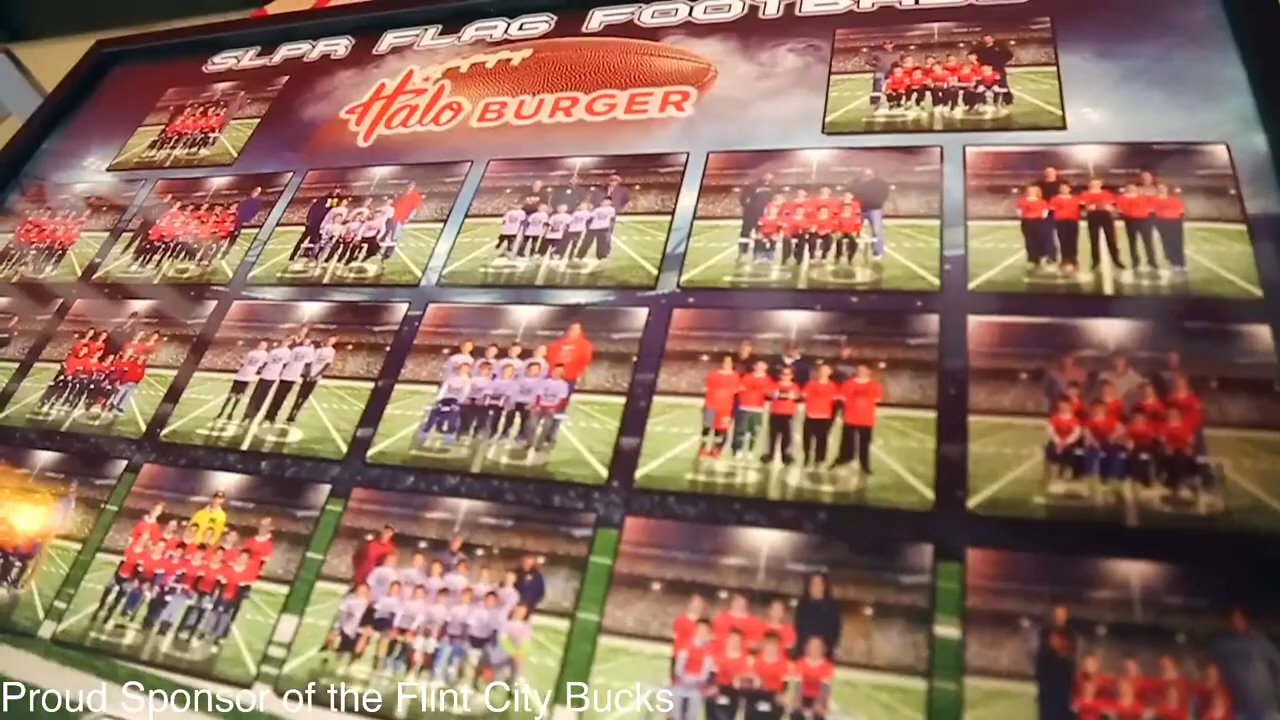 SLPR FLAG FOOTBALL
Halo BURGER
Proud Sponsor of the Flint City Bucks